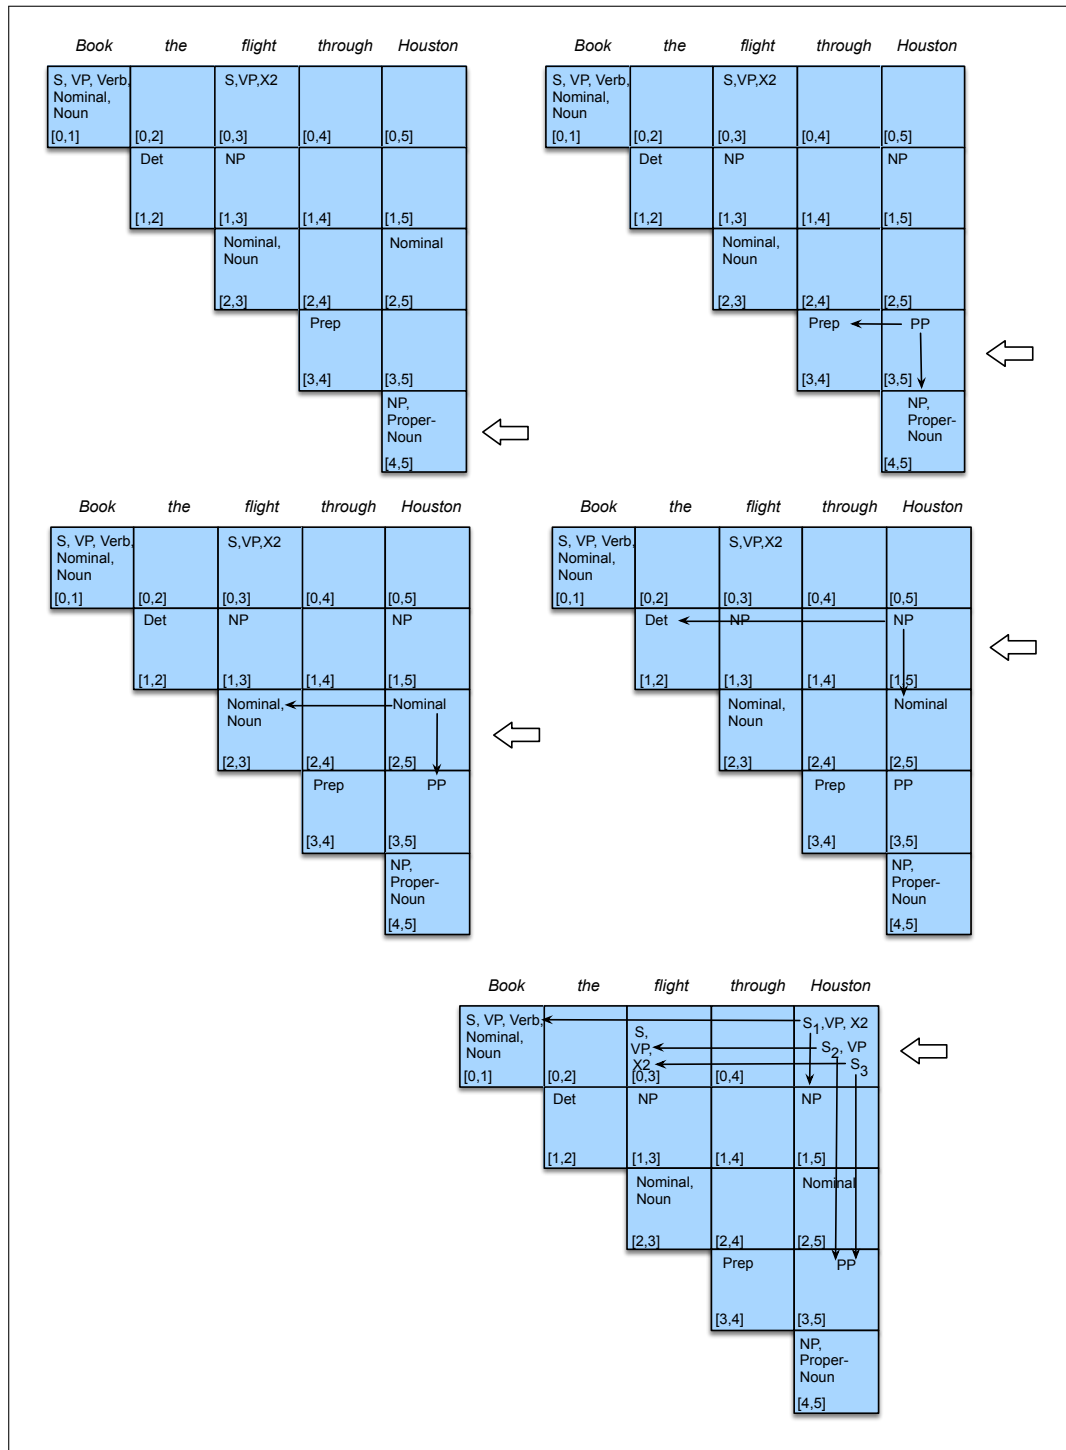 Book the flight through Houston
S, VP, Verb, S,VP,X2
Nominal,
Noun
[0,1] [0,2] [0,3] [0,4] [0,5]
Det NP
[1,2] [1,3] [1,4] [1,5]
Nominal, Nominal
Noun
[2,3] [2,4] [2,5]
Prep
[3,4] [3,5]
NP,
Proper-
Noun
[4,5]
Book the flight through Houston
S, VP, Verb, S,VP,X2
Nominal,
Noun
[0,1] [0,2] [0,3] [0,4] [0,5]
Det NP NP
[1,2] [1,3] [1,4] [1,5]
Nominal,
Noun
[2,3] [2,4] [2,5]
Prep PP
[3,4] [3,5]
NP,
Proper-
Noun
[4,5]
Book the flight through Houston
S, VP, Verb, S,VP,X2
Nominal,
Noun
[0,1] [0,2] [0,3] [0,4] [0,5]
Det NP NP
[1,2] [1,3] [1,4] [1,5]
Nominal, Nominal
Noun
[2,3] [2,4] [2,5]
Prep PP
[3,4] [3,5]
NP,
Proper-
Noun
[4,5]
Book the flight through Houston
S, VP, Verb, S,VP,X2
Nominal,
Noun
[0,1] [0,2] [0,3] [0,4] [0,5]
Det NP NP
[1,2] [1,3] [1,4] [1,5]
Nominal, Nominal
Noun
[2,3] [2,4] [2,5]
Prep PP
[3,4] [3,5]
NP,
Proper-
Noun
[4,5]
Book the flight through Houston
S, VP, Verb, S, S1,VP, X2
Nominal, VP, S2, VP
Noun X2 S3
[0,1] [0,2] [0,3] [0,4]
Det NP NP
[1,2] [1,3] [1,4] [1,5]
Nominal, Nominal
Noun
[2,3] [2,4] [2,5]
Prep PP
[3,4] [3,5]
NP,
Proper-
Noun
[4,5]